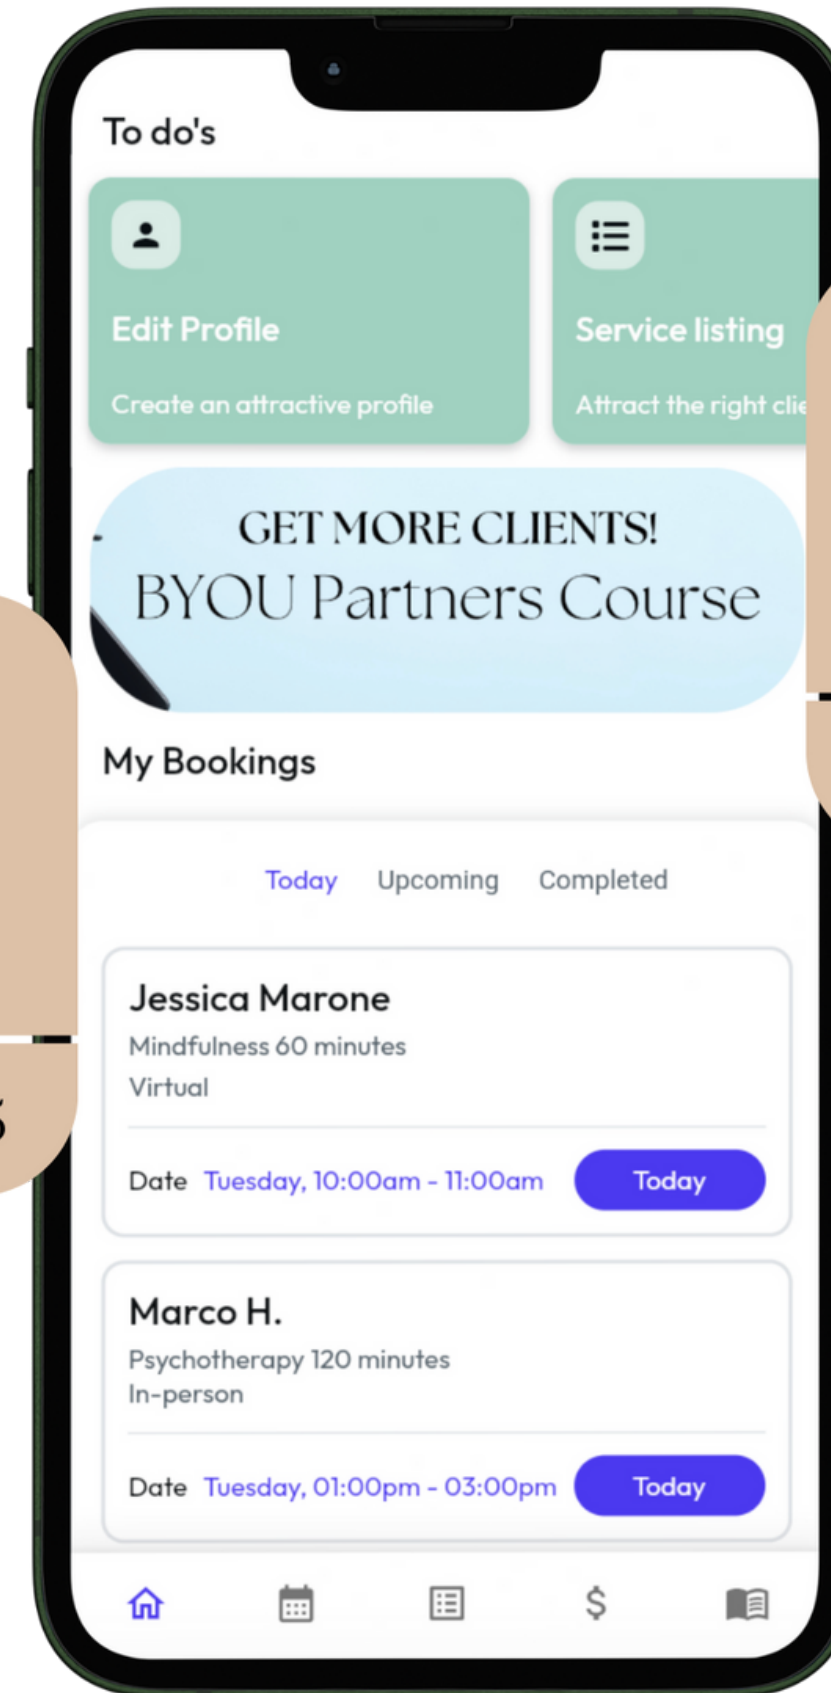 To do's
Edit Profile
Create an attractive profile
Service listing
Attract the right
GET MORE CLIENTS!
BYOU Partners Course
My Bookings
Today Upcoming Completed
Jessica Marone
Mindfulness 60 minutes
Virtual
Date Tuesday, 10:00am - 11:00am Today
Marco H.
Psychotherapy 120 minutes
In-person
Date Tuesday, 01:00pm - 03:00pm Today
$